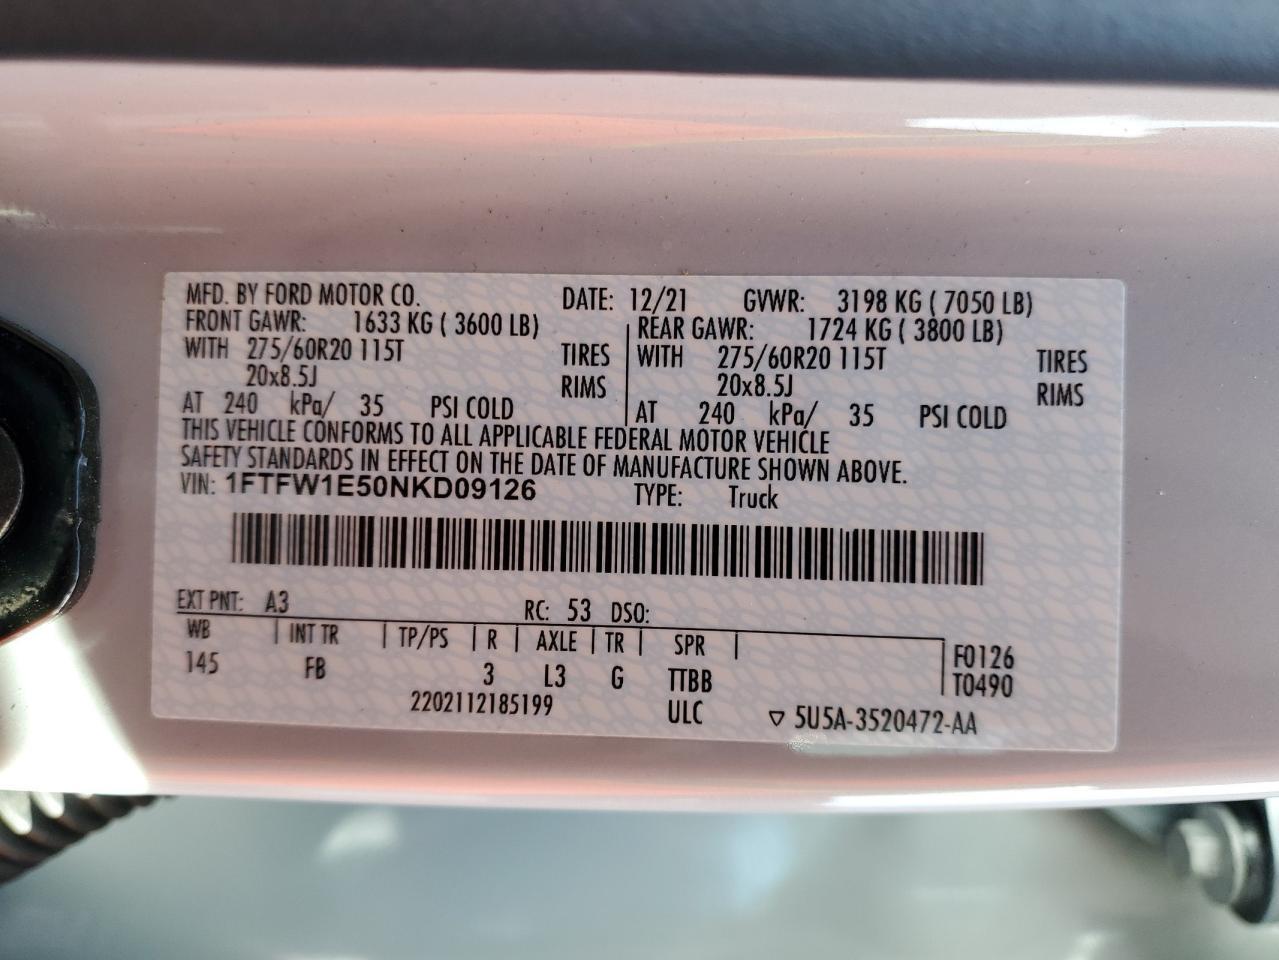 MFD. BY FORD MOTOR CO. DATE: 12/21 GVWR: 3198 KG ( 7050 LB)
FRONT GAWR: 1633 KG ( 3600 LB) REAR GAWR: 1724 KG ( 3800 LB)
WITH 275/60R20 115T TIRES WITH 275/60R20 115T TIRES
20x8.5J RIMS 20x8.5J RIMS
AT 240 kPa/ 35 PSI COLD AT 240 kPa/ 35 PSI COLD
THIS VEHICLE CONFORMS TO ALL APPLICABLE FEDERAL MOTOR VEHICLE
SAFETY STANDARDS IN EFFECT ON THE DATE OF MANUFACTURE SHOWN ABOVE.
VIN: 1FTFW1E50NKD09126 TYPE: Truck
EXT PNT: A3 RC: 53 DSO:
WB INT TR TP/PS R AXLE TR SPR F0126
145 FB 3 L3 G TTBB T0490
2202112185199 ULC ▽ 5U5A-3520472-AA